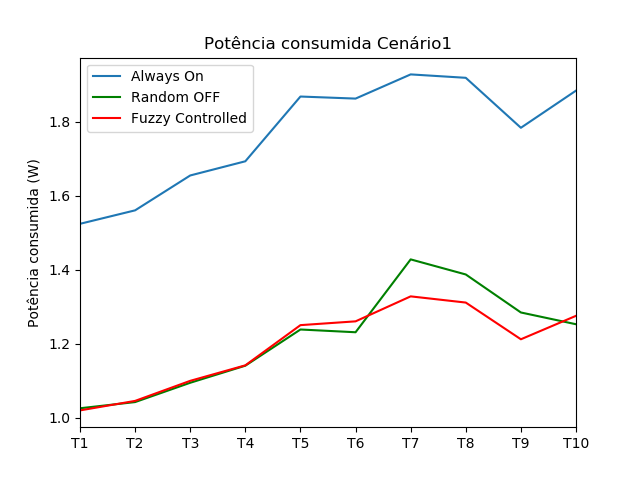 Potência consumida Cenário1
Always On
Random OFF
Fuzzy Controlled
Potência consumida (W)
1.8
1.6
1.4
1.2
1.0
T1 T2 T3 T4 T5 T6 T7 T8 T9 T10